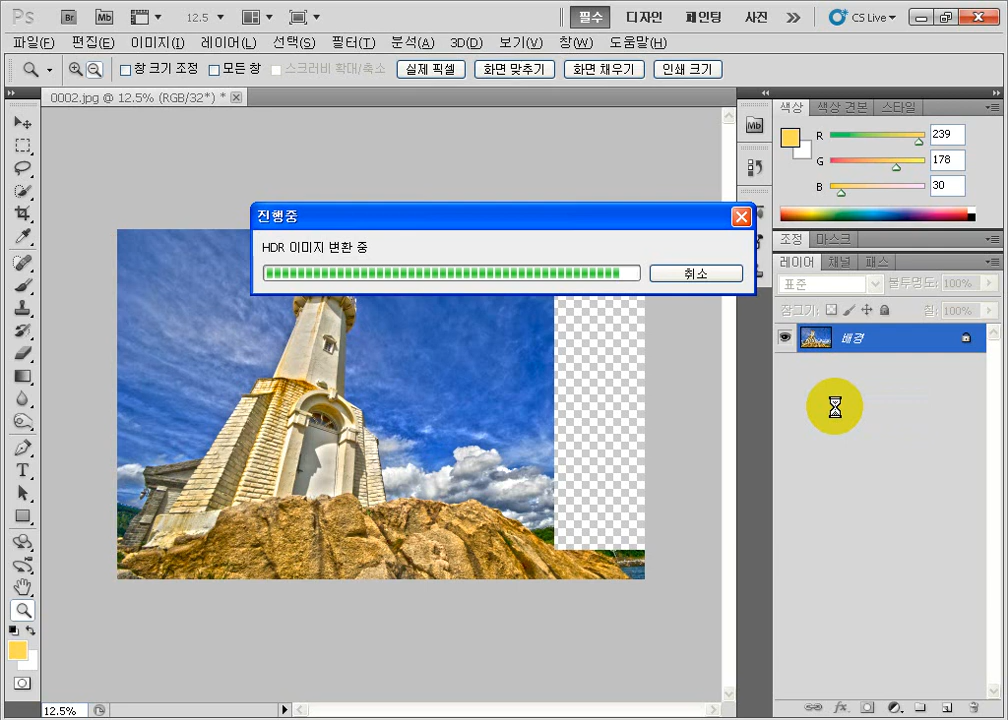 Ps Br Mb 12.5 필수 디자인 페인팅 사진 CS Live
파일(F) 편집(E) 이미지(I) 레이어(L) 선택(S) 필터(T) 분석(A) 3D(D) 보기(V) 창(W) 도움말(H)
창 크기 조정 모든 창 스크러비 확대/축소 실제 픽셀 화면 맞추기 화면 채우기 인쇄 크기
0002.jpg @ 12.5% (RGB/32*) *
색상 색상 견본 스타일
Mb
R 239
G 178
B 30
진행중
HDR 이미지 변환 중
취소
조정 마스크
레이어 채널 패스
표준 불투명도: 100%
잠그기: 칠: 100%
배경
T
12.5%
fx